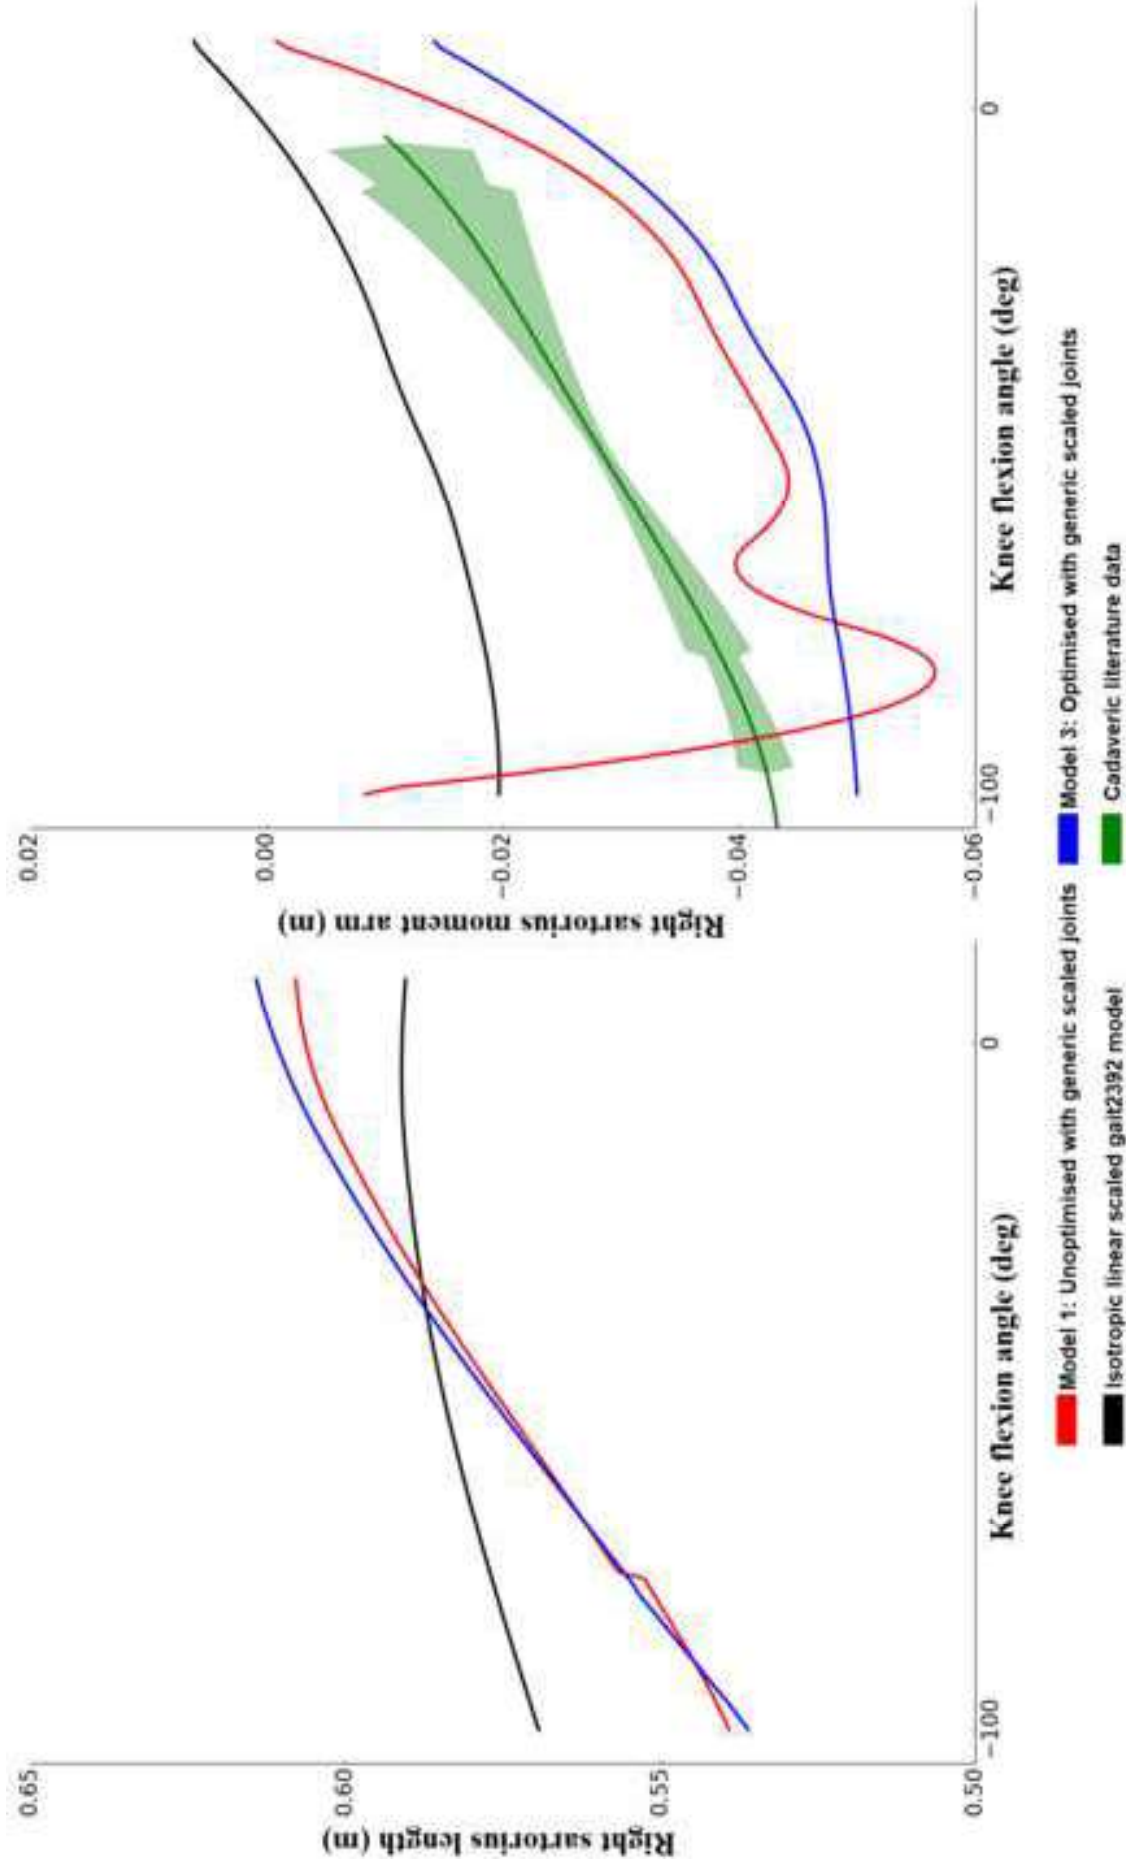 0.65
0.60
0.55
0.50
Right sartorius length (m)
−100
0
Knee flexion angle (deg)
0.02
0.00
−0.02
−0.04
−0.06
Right sartorius moment arm (m)
−100
0
Knee flexion angle (deg)
Model 1: Unoptimised with generic scaled joints
Model 3: Optimised with generic scaled joints
Isotropic linear scaled gait2392 model
Cadaveric literature data